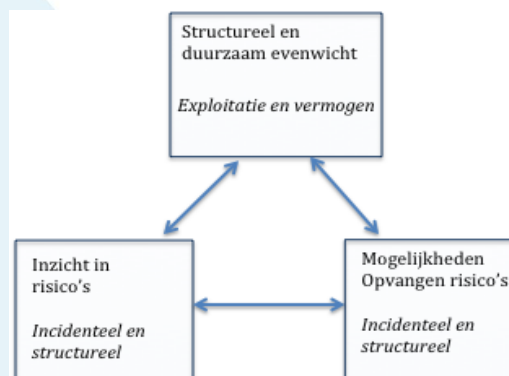 Structureel en
duurzaam evenwicht
Exploitatie en vermogen
Inzicht in
risico's
Incidenteel en
structureel
Mogelijkheden
Opvangen risico's
Incidenteel en
structureel